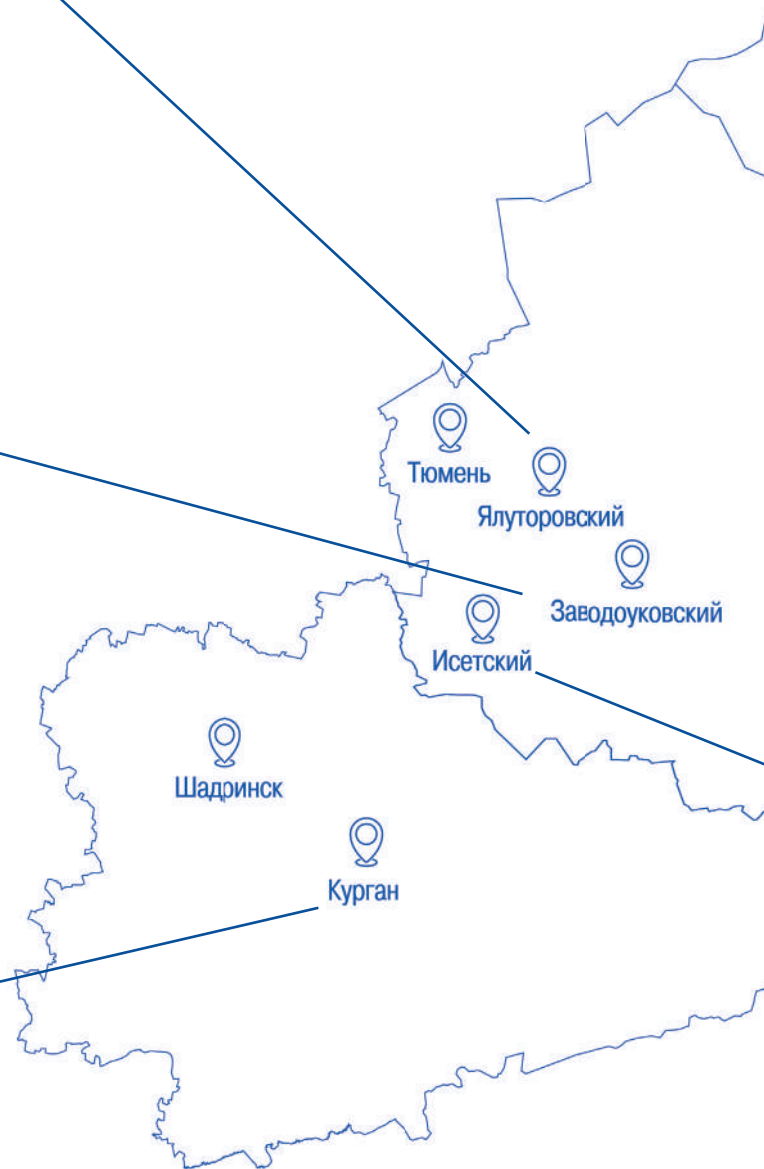 Тюмень
Ялуторовский
Заводоуковский
Исетский
Шадринск
Курган